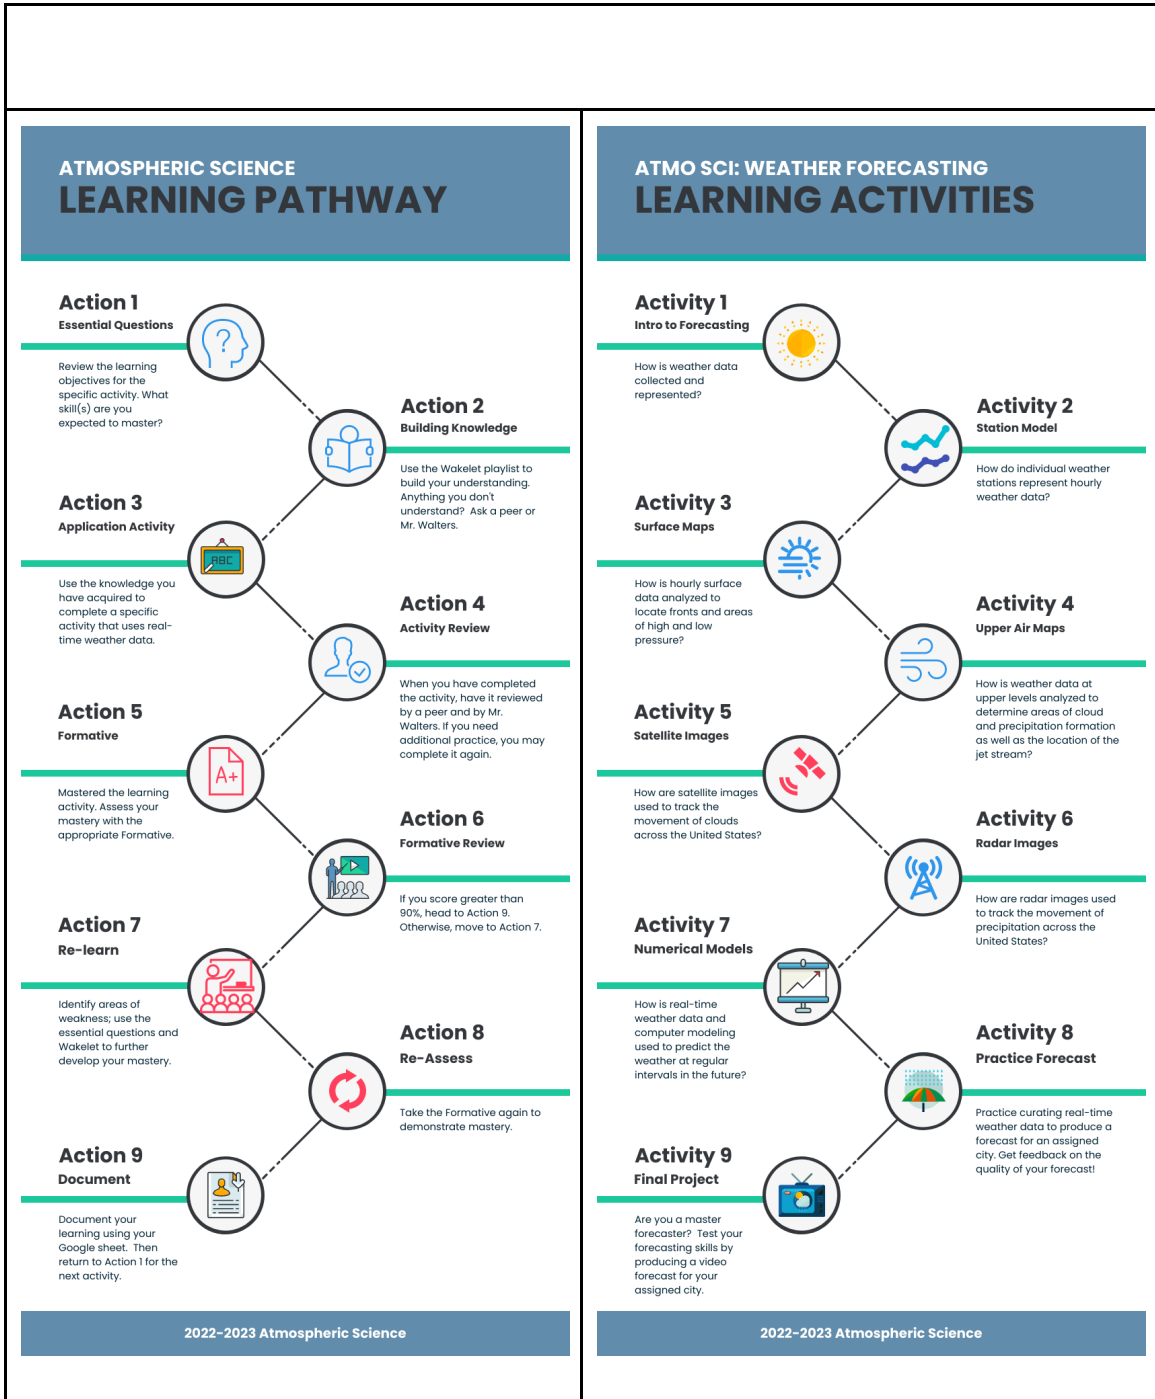 ATMOSPHERIC SCIENCE
LEARNING PATHWAY
Action 1
Essential Questions
Review the learning
objectives for the
specific activity. What
skill(s) are you
expected to master?
Action 2
Building Knowledge
Use the Wakelet playlist to
build your understanding.
Anything you don't
understand?  Ask a peer or
Mr. Walters.
Action 3
Application Activity
ABC
Use the knowledge you
have acquired to
complete a specific
activity that uses real-
time weather data.
Action 4
Activity Review
When you have completed
the activity, have it reviewed
by a peer and by Mr.
Walters. If you need
additional practice, you may
complete it again.
Action 5
Formative
A+
Mastered the learning
activity. Assess your
mastery with the
appropriate Formative.
Action 6
Formative Review
If you score greater than
90%, head to Action 9.
Otherwise, move to Action 7.
Action 7
Re-learn
Identify areas of
weakness; use the
essential questions and
Wakelet to further
develop your mastery.
Action 8
Re-Assess
Take the Formative again to
demonstrate mastery.
Action 9
Document
Document your
learning using your
Google sheet.  Then
return to Action 1 for the
next activity.
2022-2023 Atmospheric Science
ATMO SCI: WEATHER FORECASTING
LEARNING ACTIVITIES
Activity 1
Intro to Forecasting
How is weather data
collected and
represented?
Activity 2
Station Model
How do individual weather
stations represent hourly
weather data?
Activity 3
Surface Maps
How is hourly surface
data analyzed to
locate fronts and areas
of high and low
pressure?
Activity 4
Upper Air Maps
How is weather data at
upper levels analyzed to
determine areas of cloud
and precipitation formation
as well as the location of the
jet stream?
Activity 5
Satellite Images
How are satellite images
used to track the
movement of clouds
across the United States?
Activity 6
Radar Images
How are radar images used
to track the movement of
precipitation across the
United States?
Activity 7
Numerical Models
How is real-time
weather data and
computer modeling
used to predict the
weather at regular
intervals in the future?
Activity 8
Practice Forecast
Practice curating real-time
weather data to produce a
forecast for an assigned
city. Get feedback on the
quality of your forecast!
Activity 9
Final Project
Are you a master
forecaster?  Test your
forecasting skills by
producing a video
forecast for your
assigned city.
2022-2023 Atmospheric Science